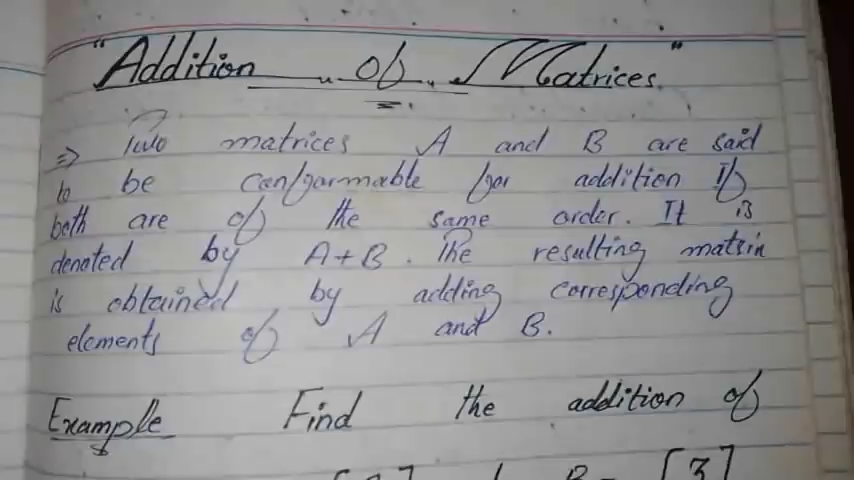 "Addition of Matrices"
⇒ Two matrices A and B are said
to be conformable for addition If
both are of the same order. It is
denoted by A+B. The resulting matrix
is obtained by adding corresponding
elements of A and B.
Example Find the addition of
B = [3]